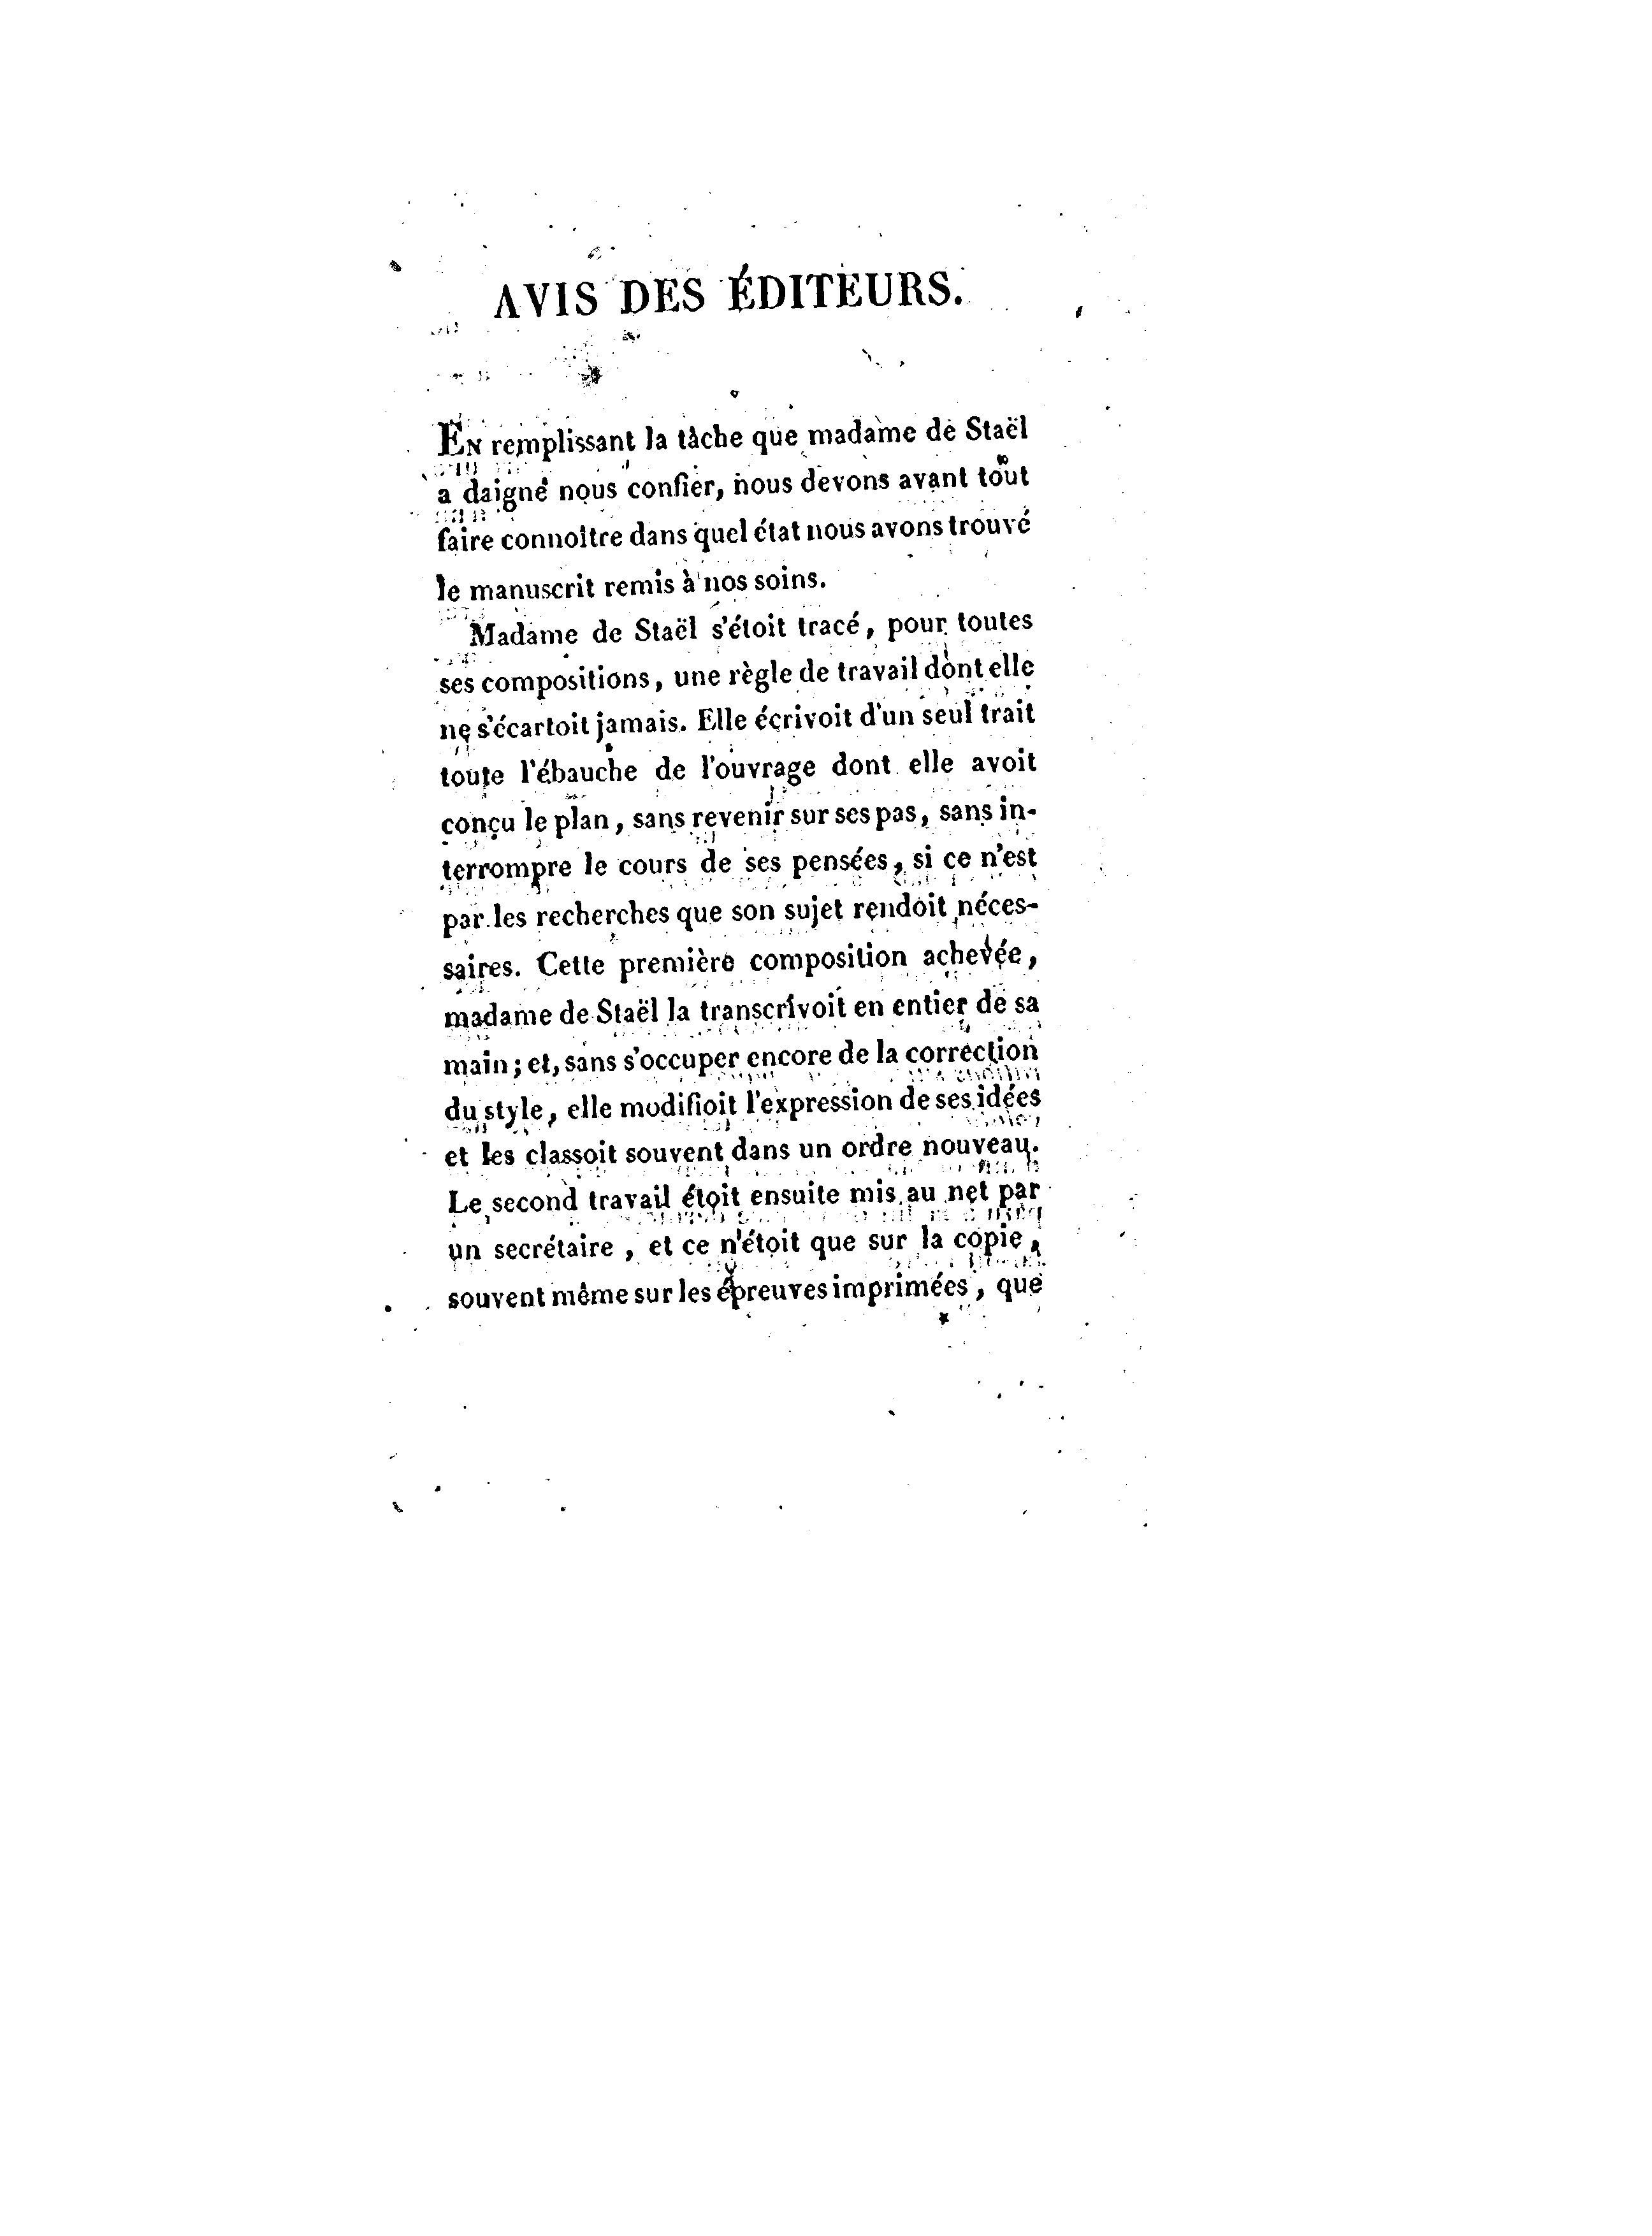 AVIS DES ÉDITEURS.
EN remplissant la tâche que madame de Staël
a daigné nous confier, nous devons avant tout
faire connoître dans quel état nous avons trouvé
le manuscrit remis à nos soins.
Madame de Staël s'étoit tracé, pour toutes
ses compositions, une règle de travail dont elle
ne s'écartoit jamais. Elle écrivoit d'un seul trait
toute l'ébauche de l'ouvrage dont elle avoit
conçu le plan, sans revenir sur ses pas, sans in-
terrompre le cours de ses pensées, si ce n'est
par les recherches que son sujet rendoit néces-
saires. Cette première composition achevée,
madame de Staël la transcrivoit en entier de sa
main; et, sans s'occuper encore de la correction
du style, elle modifioit l'expression de ses idées
et les classoit souvent dans un ordre nouveau.
Le second travail étoit ensuite mis au net par
un secrétaire, et ce n'étoit que sur la copie,
souvent même sur les épreuves imprimées, que